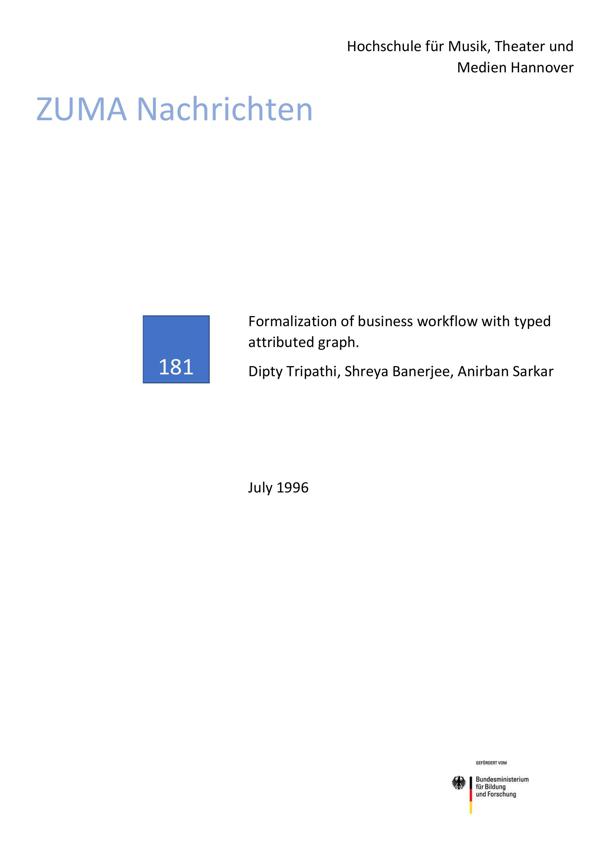 Hochschule für Musik, Theater und
Medien Hannover
ZUMA Nachrichten
181
Formalization of business workflow with typed
attributed graph.
Dipty Tripathi, Shreya Banerjee, Anirban Sarkar
July 1996
GEFÖRDERT VOM
Bundesministerium
für Bildung
und Forschung